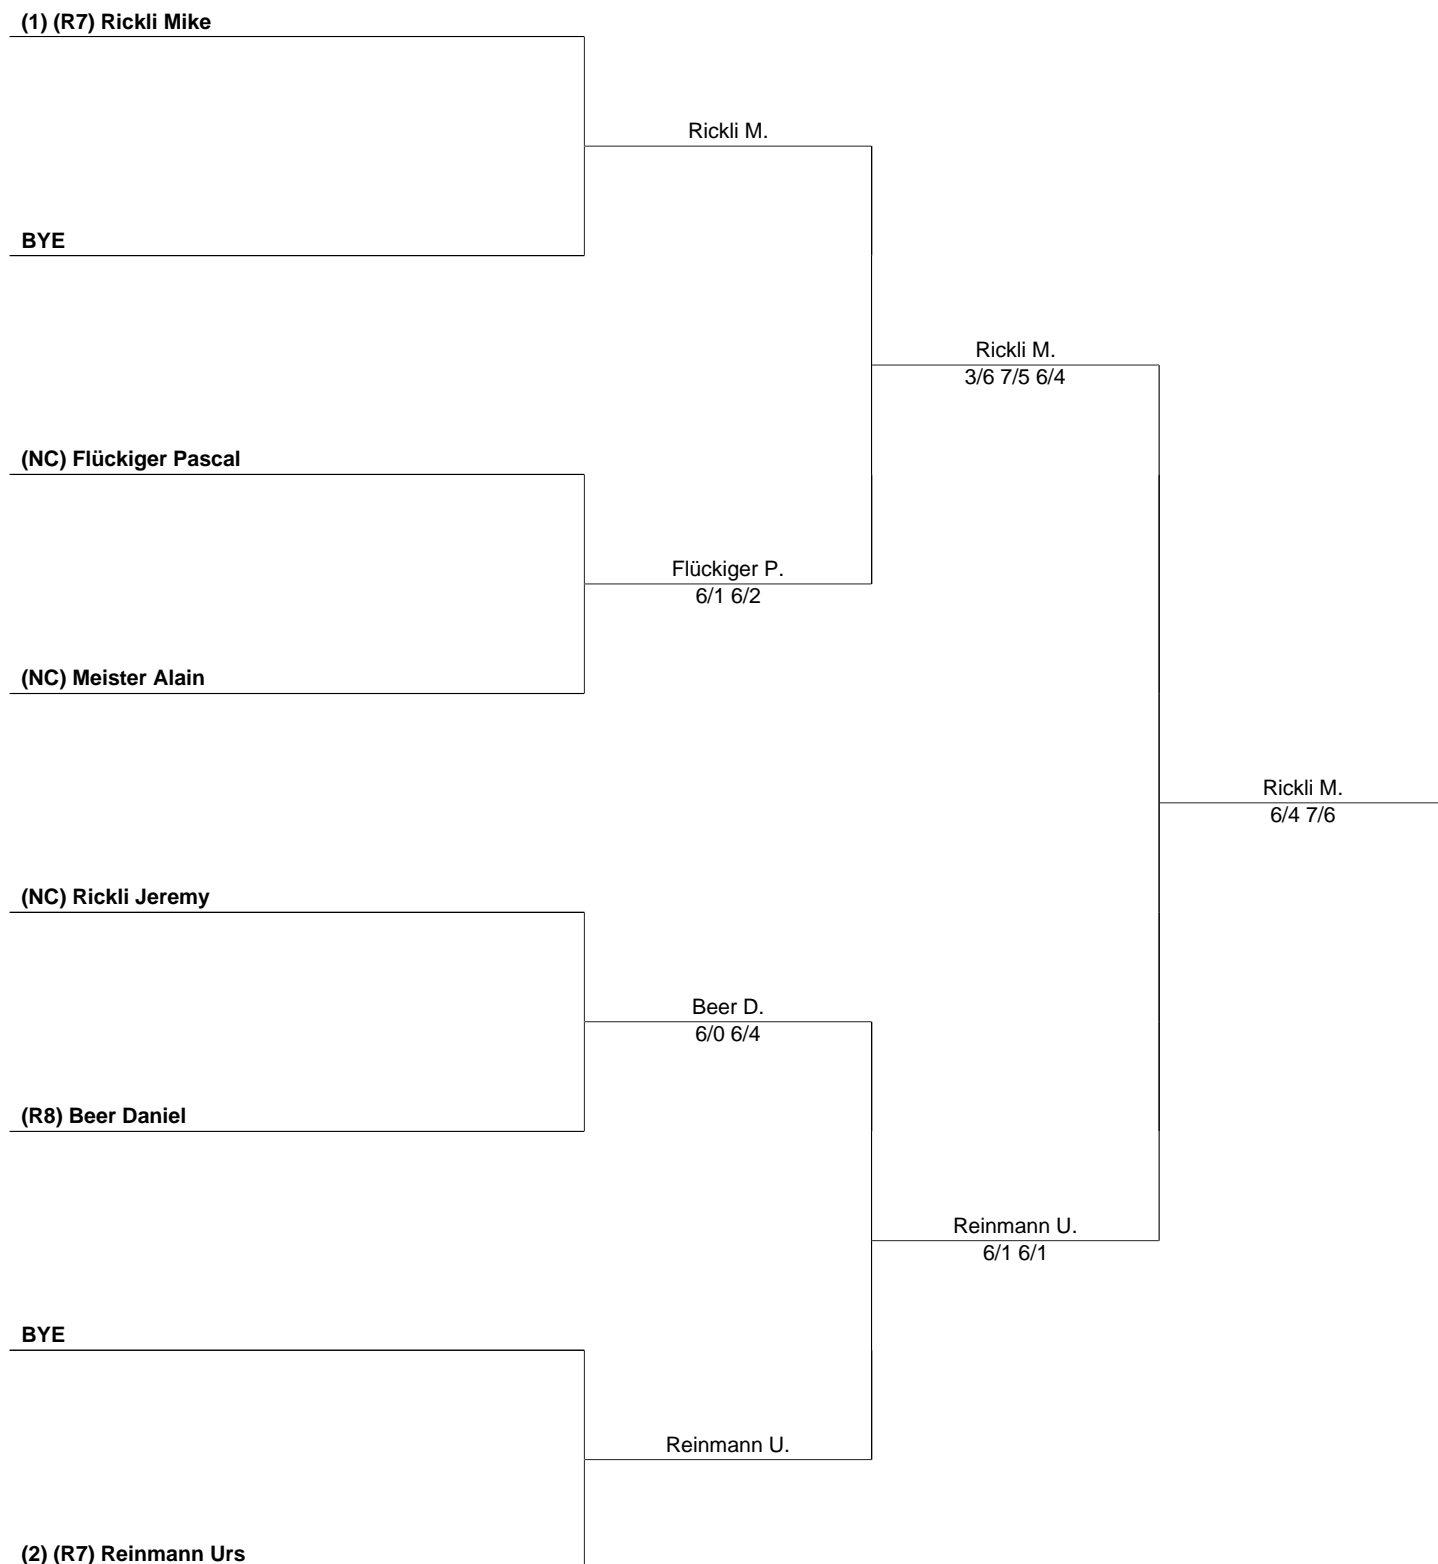 (1) (R7) Rickli Mike
Rickli M.
BYE
Rickli M.
3/6 7/5 6/4
(NC) Flückiger Pascal
Flückiger P.
6/1 6/2
(NC) Meister Alain
Rickli M.
6/4 7/6
(NC) Rickli Jeremy
Beer D.
6/0 6/4
(R8) Beer Daniel
Reinmann U.
6/1 6/1
BYE
Reinmann U.
(2) (R7) Reinmann Urs